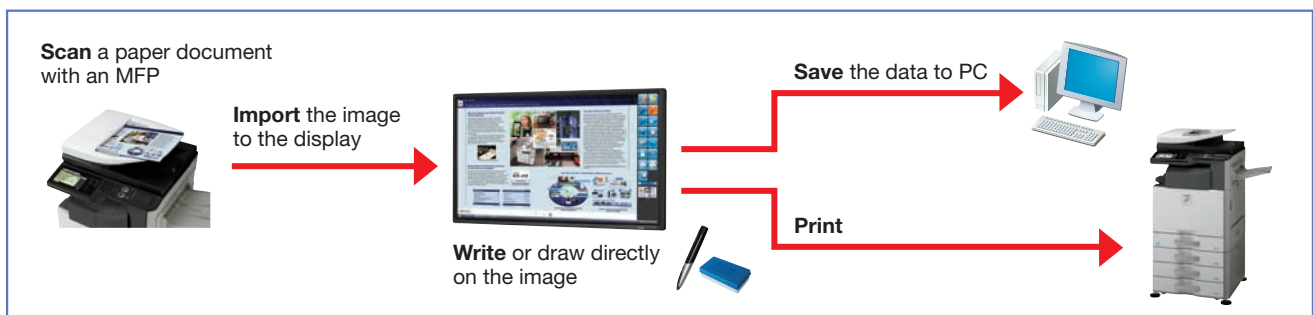 Scan a paper document
with an MFP
Import the image
to the display
Write or draw directly
on the image
Save the data to PC
Print